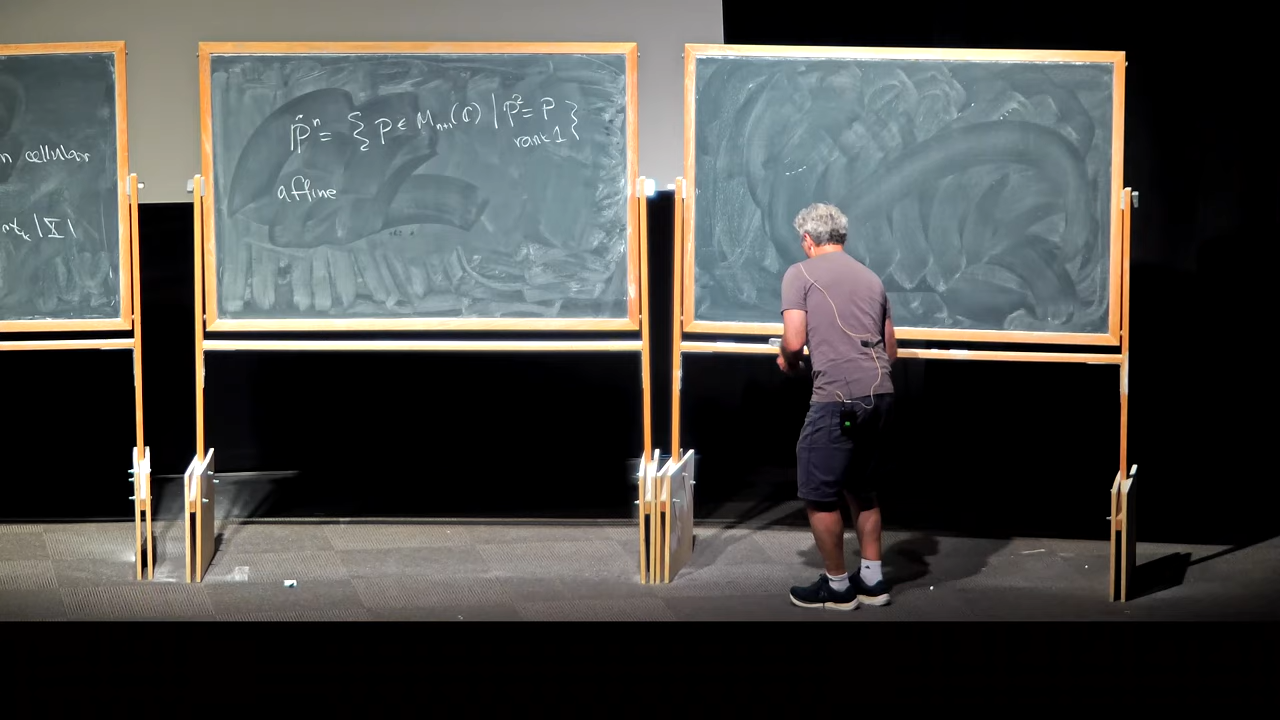 n cellular
|X|
P̃ⁿ = { P ∈ Mₙ₊₁(ℂ) | P² = P
rank 1 }
affine